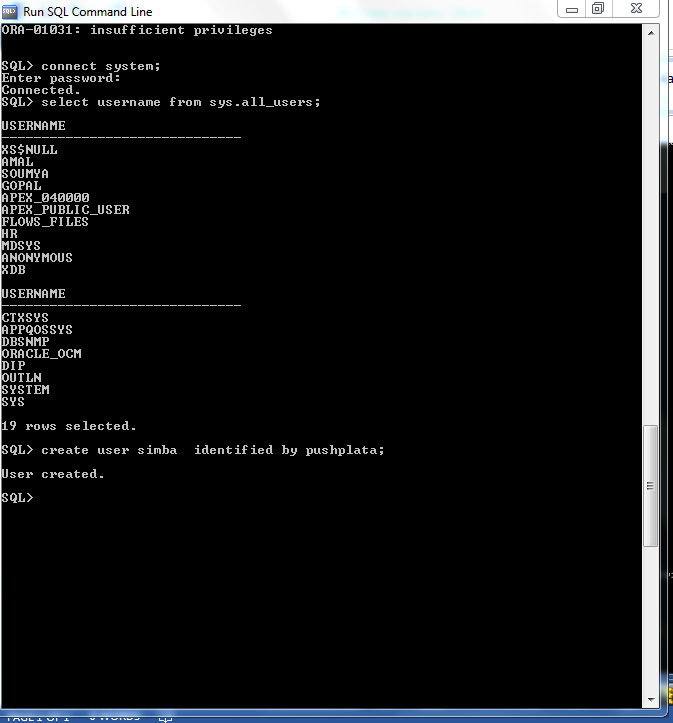 Run SQL Command Line
ORA-01031: insufficient privileges
SQL> connect system;
Enter password:
Connected.
SQL> select username from sys.all_users;
USERNAME
------------------------------
XS$NULL
AMAL
SOUMYA
GOPAL
APEX_040000
APEX_PUBLIC_USER
FLOWS_FILES
HR
MDSYS
ANONYMOUS
XDB
USERNAME
------------------------------
CTXSYS
APPQOSSYS
DBSNMP
ORACLE_OCM
DIP
OUTLN
SYSTEM
SYS
19 rows selected.
SQL> create user simba  identified by pushplata;
User created.
SQL>